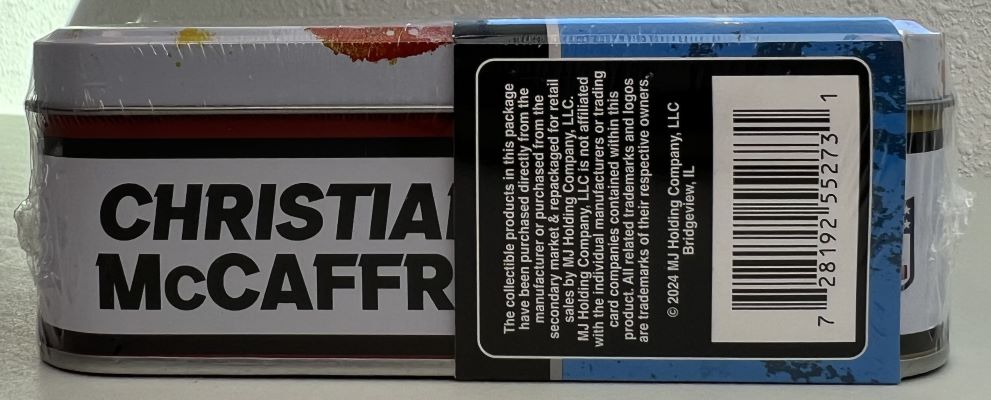 CHRISTIA
McCAFFR
The collectible products in this package
have been purchased directly from the
manufacturer or purchased from the
secondary market & repackaged for retail
sales by MJ Holding Company, LLC.
MJ Holding Company, LLC is not affiliated
with the individual manufacturers or trading
card companies contained within this
product. All related trademarks and logos
are trademarks of their respective owners.
© 2024 MJ Holding Company, LLC
Bridgeview, IL
7 28192 55273 1